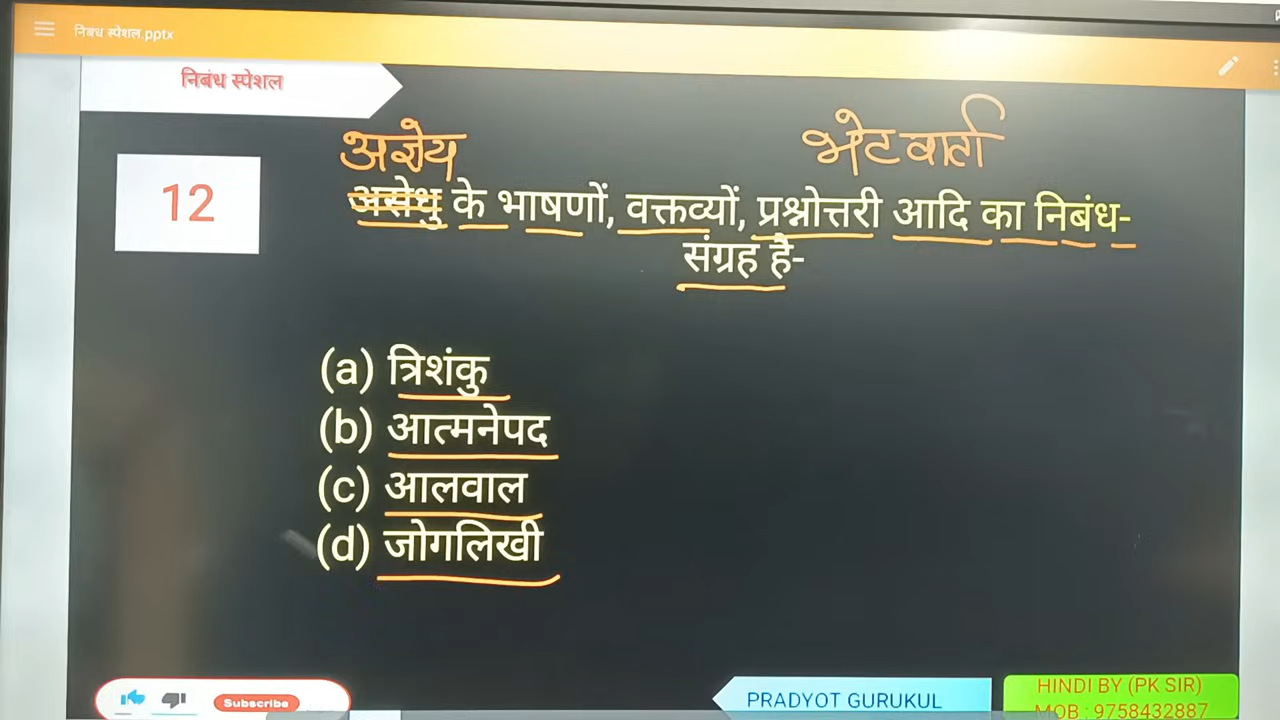 निबंध स्पेशल.pptx
निबंध स्पेशल
अज्ञेय भेटवार्ता
12
असेधु के भाषणों, वक्तव्यों, प्रश्नोत्तरी आदि का निबंध-
संग्रह है-
(a) त्रिशंकु
(b) आत्मनेपद
(c) आलवाल
(d) जोगलिखी
Subscribe
PRADYOT GURUKUL
HINDI BY (PK SIR)
MOB : 9758432887